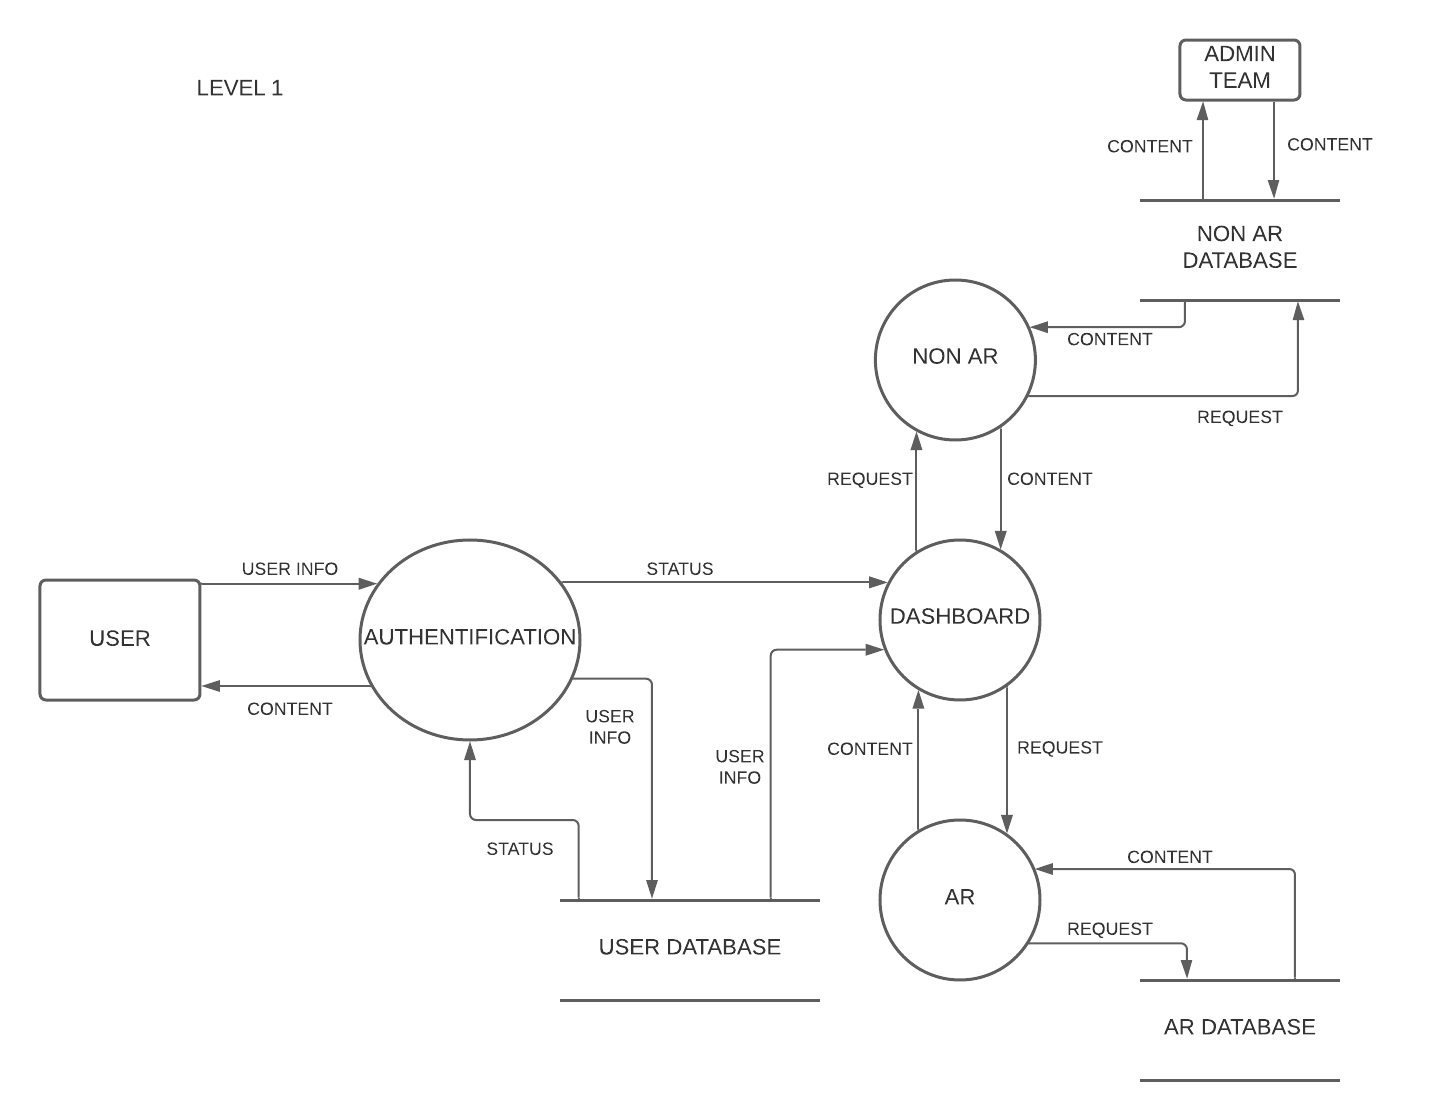 ADMIN
TEAM
LEVEL 1
CONTENT
CONTENT
NON AR
DATABASE
CONTENT
NON AR
REQUEST
REQUEST
CONTENT
USER INFO
STATUS
DASHBOARD
USER
AUTHENTIFICATION
CONTENT
USER
INFO
USER
INFO
CONTENT
REQUEST
STATUS
CONTENT
AR
REQUEST
USER DATABASE
AR DATABASE